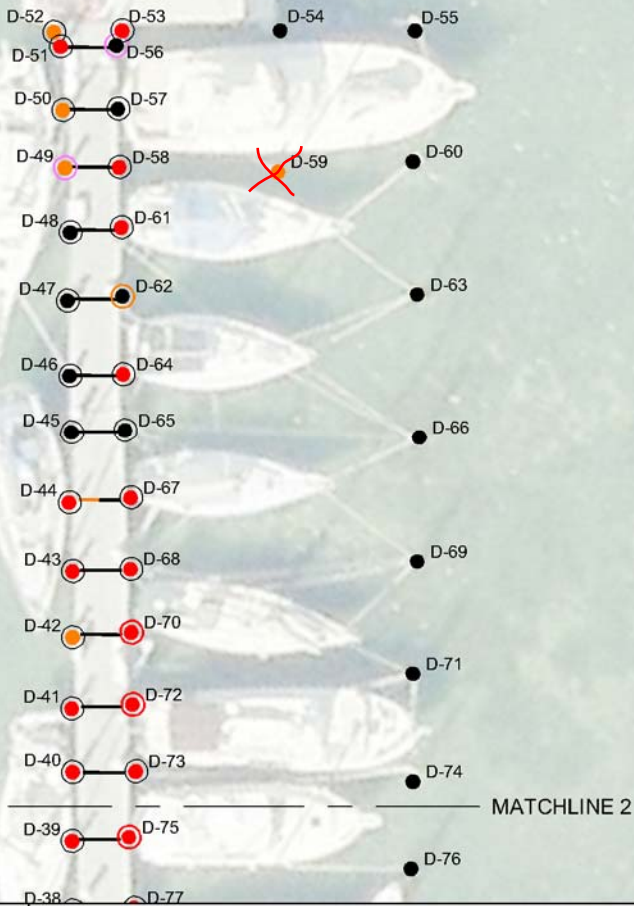 D-52 D-53 D-54 D-55
D-51 D-56
D-50 D-57
D-49 D-58 D-59 D-60
D-48 D-61
D-47 D-62 D-63
D-46 D-64
D-45 D-65 D-66
D-44 D-67
D-43 D-68 D-69
D-42 D-70
D-71
D-41 D-72
D-40 D-73 D-74
MATCHLINE 2
D-39 D-75
D-76
D-38 D-77